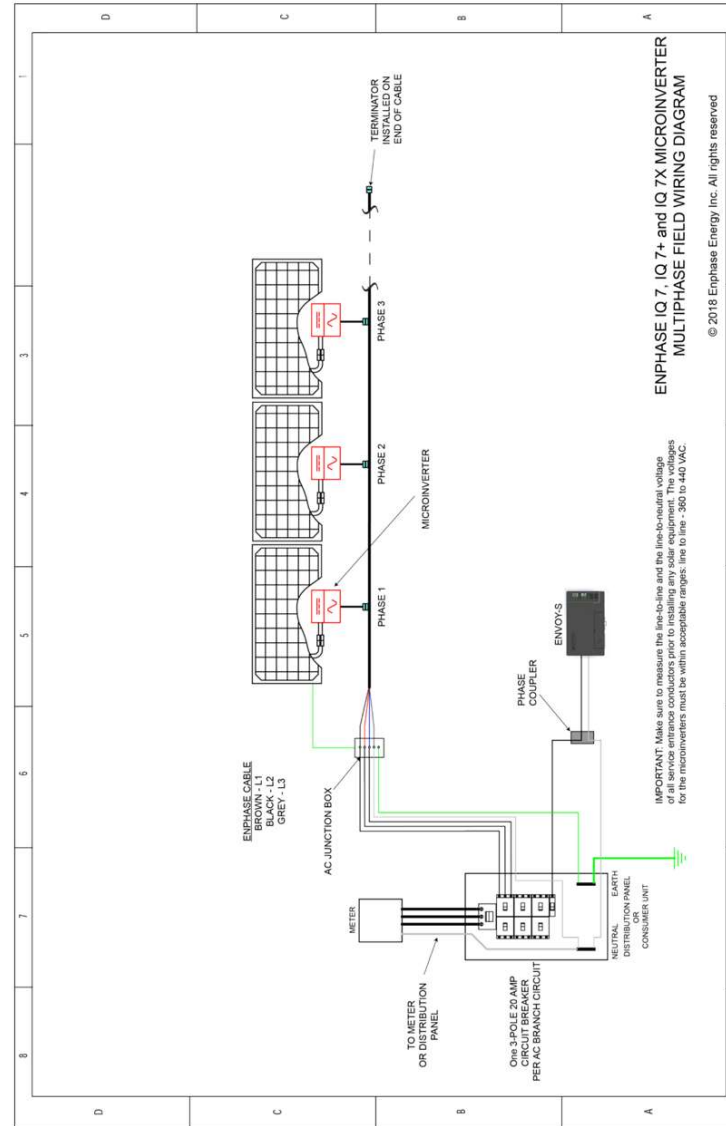 D
C
B
A
1
3
4
5
6
7
8
D
C
B
A
TERMINATOR
INSTALLED ON
END OF CABLE
PHASE 3
PHASE 2
PHASE 1
MICROINVERTER
ENPHASE CABLE
BROWN - L1
BLACK - L2
GREY - L3
AC JUNCTION BOX
METER
TO METER
OR DISTRIBUTION
PANEL
One 3-POLE 20 AMP
CIRCUIT BREAKER
PER AC BRANCH CIRCUIT
NEUTRAL
EARTH
DISTRIBUTION PANEL
OR
CONSUMER UNIT
PHASE
COUPLER
ENVOY-S
IMPORTANT: Make sure to measure the line-to-line and the line-to-neutral voltage
of all service entrance conductors prior to installing any solar equipment. The voltages
for the microinverters must be within acceptable ranges: line to line - 360 to 440 VAC.
ENPHASE IQ 7, IQ 7+ and IQ 7X MICROINVERTER
MULTIPHASE FIELD WIRING DIAGRAM
© 2018 Enphase Energy Inc. All rights reserved